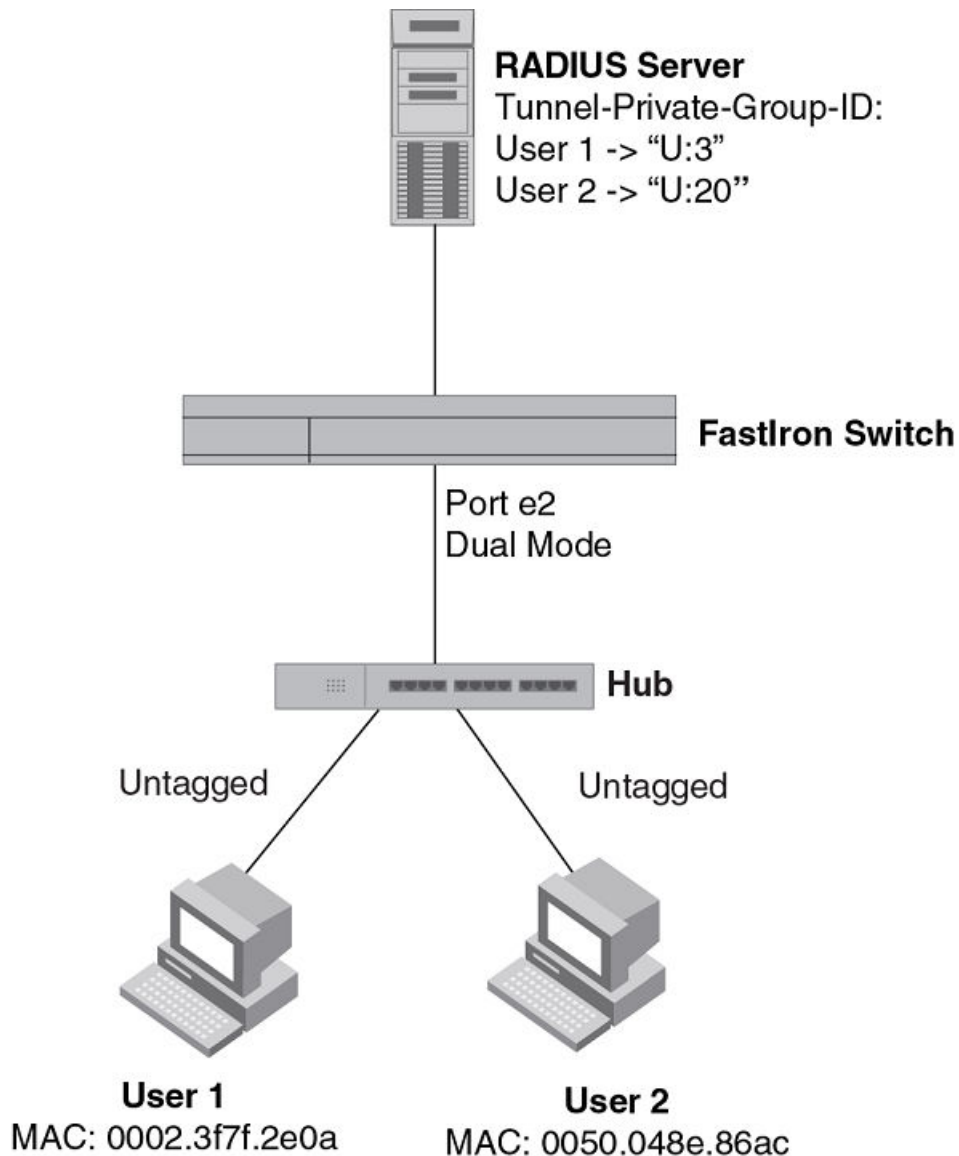 RADIUS Server
Tunnel-Private-Group-ID:
User 1 -> “U:3”
User 2 -> “U:20”
FastIron Switch
Port e2
Dual Mode
Hub
Untagged
Untagged
User 1
MAC: 0002.3f7f.2e0a
User 2
MAC: 0050.048e.86ac